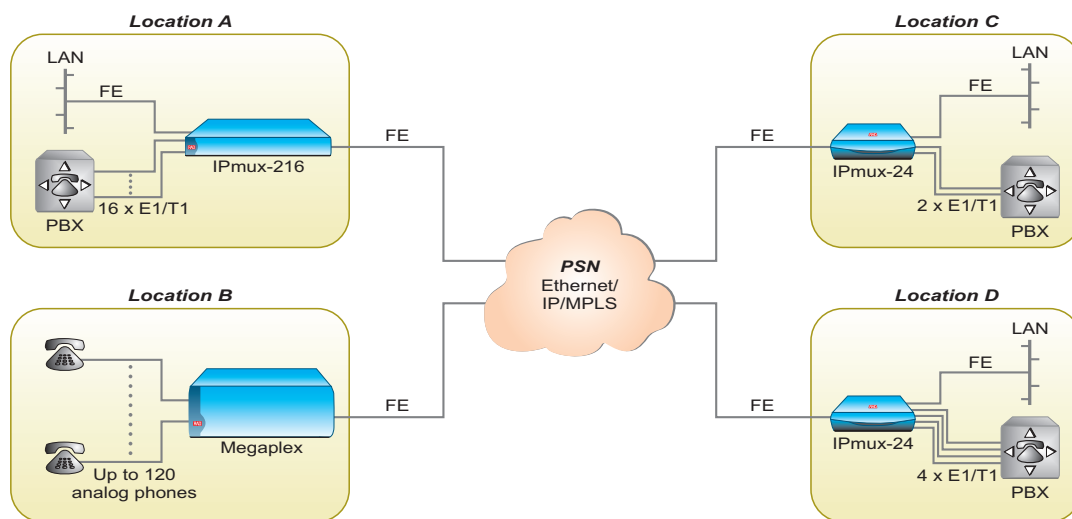 Location A
LAN
FE
IPmux-216
PBX
16 x E1/T1
FE
Location B
Megaplex
Up to 120
analog phones
FE
PSN
Ethernet/
IP/MPLS
Location C
LAN
FE
FE
IPmux-24
2 x E1/T1
PBX
Location D
LAN
FE
FE
IPmux-24
4 x E1/T1
PBX